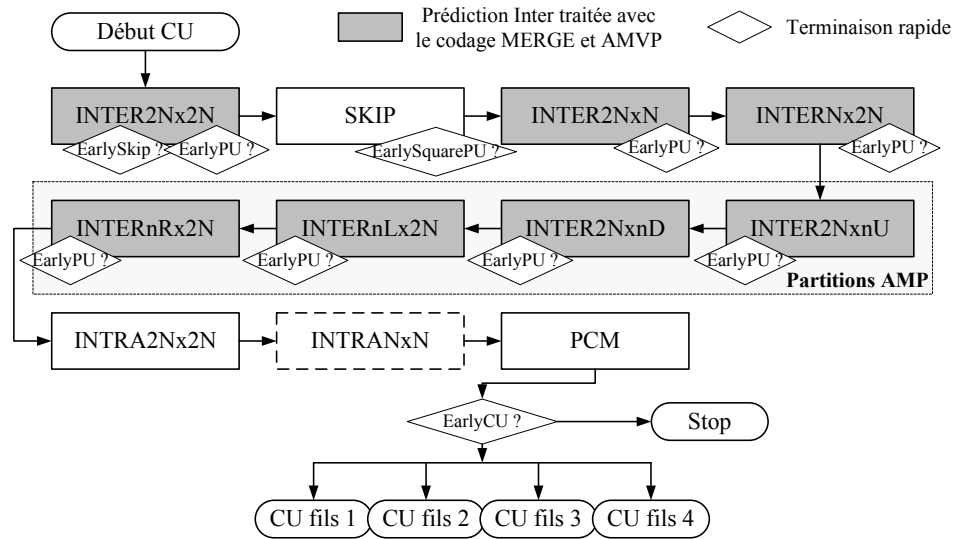 Début CU
Prédiction Inter traitée avec
le codage MERGE et AMVP
Terminaison rapide
INTER2Nx2N
SKIP
INTER2NxN
INTERNx2N
EarlySkip ?
EarlyPU ?
EarlySquarePU ?
EarlyPU ?
EarlyPU ?
INTERnRx2N
INTERnLx2N
INTER2NxnD
INTER2NxnU
EarlyPU ?
EarlyPU ?
EarlyPU ?
EarlyPU ?
Partitions AMP
INTRA2Nx2N
INTRANxN
PCM
EarlyCU ?
Stop
CU fils 1
CU fils 2
CU fils 3
CU fils 4